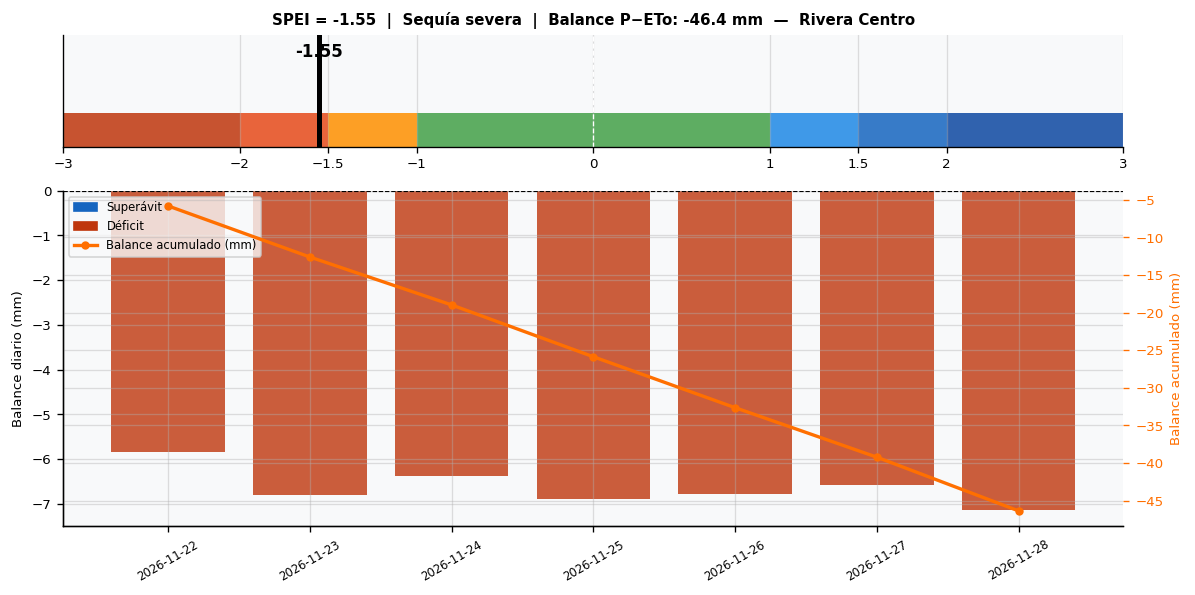 SPEI = -1.55 | Sequía severa | Balance P−ETo: -46.4 mm — Rivera Centro
-1.55
−3 −2 −1.5 −1 0 1 1.5 2 3
Superávit
Déficit
Balance acumulado (mm)
Balance diario (mm)
0
−1
−2
−3
−4
−5
−6
−7
−5
−10
−15
−20
−25
−30
−35
−40
−45
Balance acumulado (mm)
2026-11-22 2026-11-23 2026-11-24 2026-11-25 2026-11-26 2026-11-27 2026-11-28